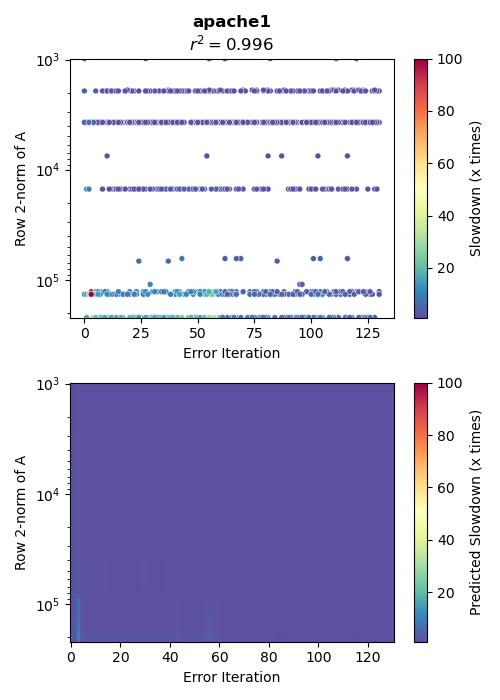 apache1
r² = 0.996
10³
10⁴
10⁵
Row 2-norm of A
0 25 50 75 100 125
Error Iteration
100
80
60
40
20
Slowdown (x times)
10³
10⁴
10⁵
Row 2-norm of A
0 20 40 60 80 100 120
Error Iteration
100
80
60
40
20
Predicted Slowdown (x times)